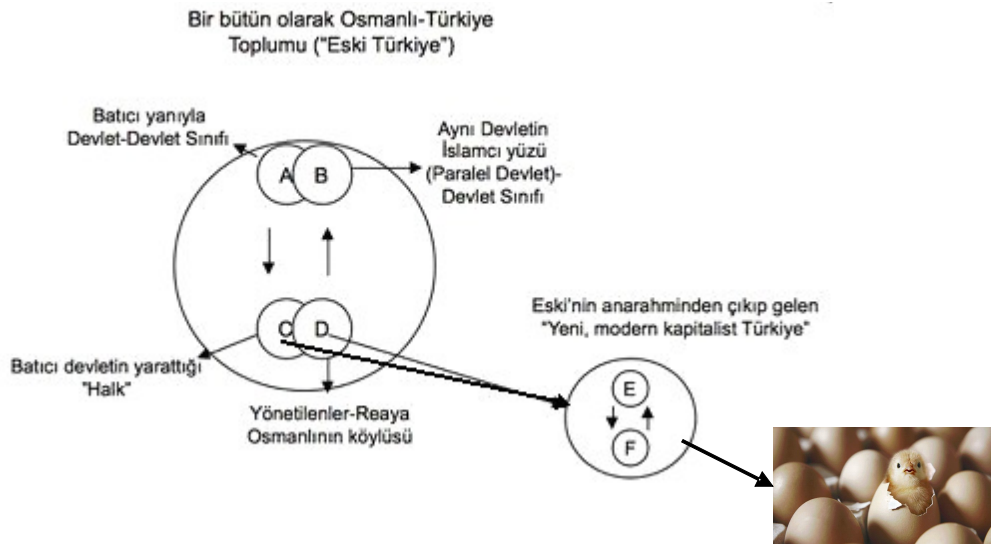 Bir bütün olarak Osmanlı-Türkiye
Toplumu ("Eski Türkiye")
Batıcı yanıyla
Devlet-Devlet Sınıfı
Aynı Devletin
İslamcı yüzü
(Paralel Devlet)-
Devlet Sınıfı
A B
C D
Eski'nin anarahminden çıkıp gelen
"Yeni, modern kapitalist Türkiye"
Batıcı devletin yarattığı
"Halk"
Yönetilenler-Reaya
Osmanlının köylüsü
E
F